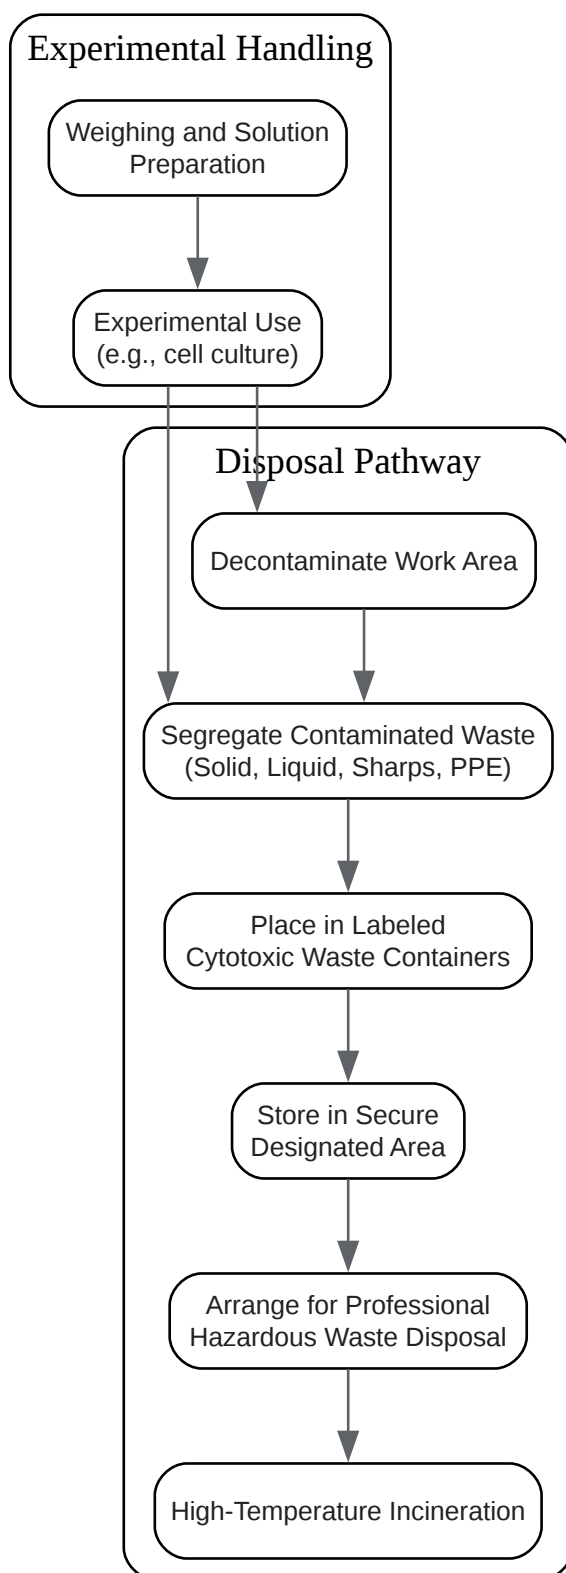 Experimental Handling
Weighing and Solution
Preparation
Experimental Use
(e.g., cell culture)
Disposal Pathway
Decontaminate Work Area
Segregate Contaminated Waste
(Solid, Liquid, Sharps, PPE)
Place in Labeled
Cytotoxic Waste Containers
Store in Secure
Designated Area
Arrange for Professional
Hazardous Waste Disposal
High-Temperature Incineration